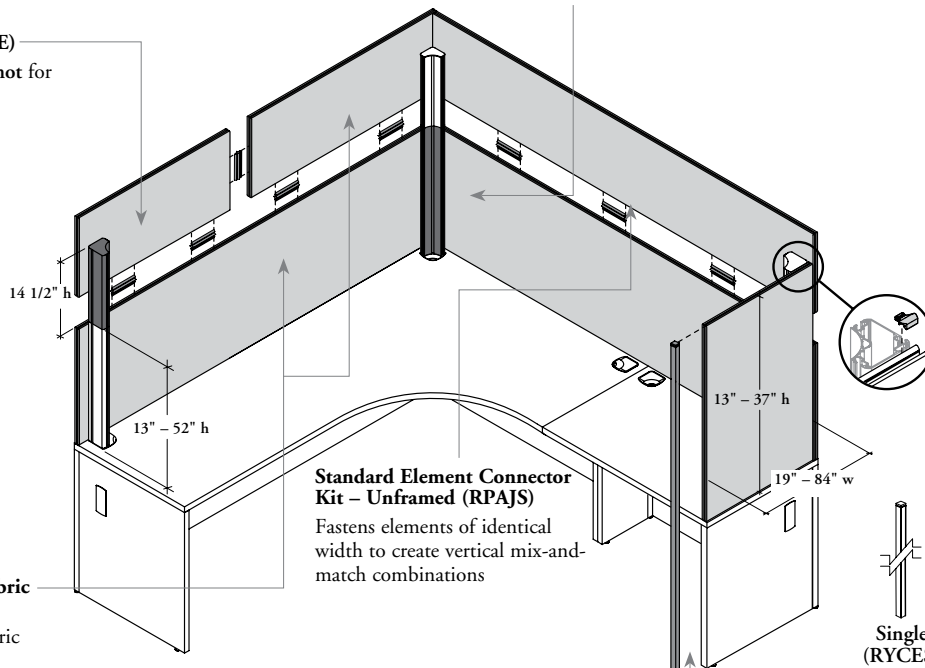 E)
not for
14 1/2" h
13" – 52" h
13" – 37" h
19" – 84" w
Standard Element Connector
Kit – Unframed (RPAJS)
Fastens elements of identical
width to create vertical mix-and-
match combinations
bric
ric
Single
(RYCE